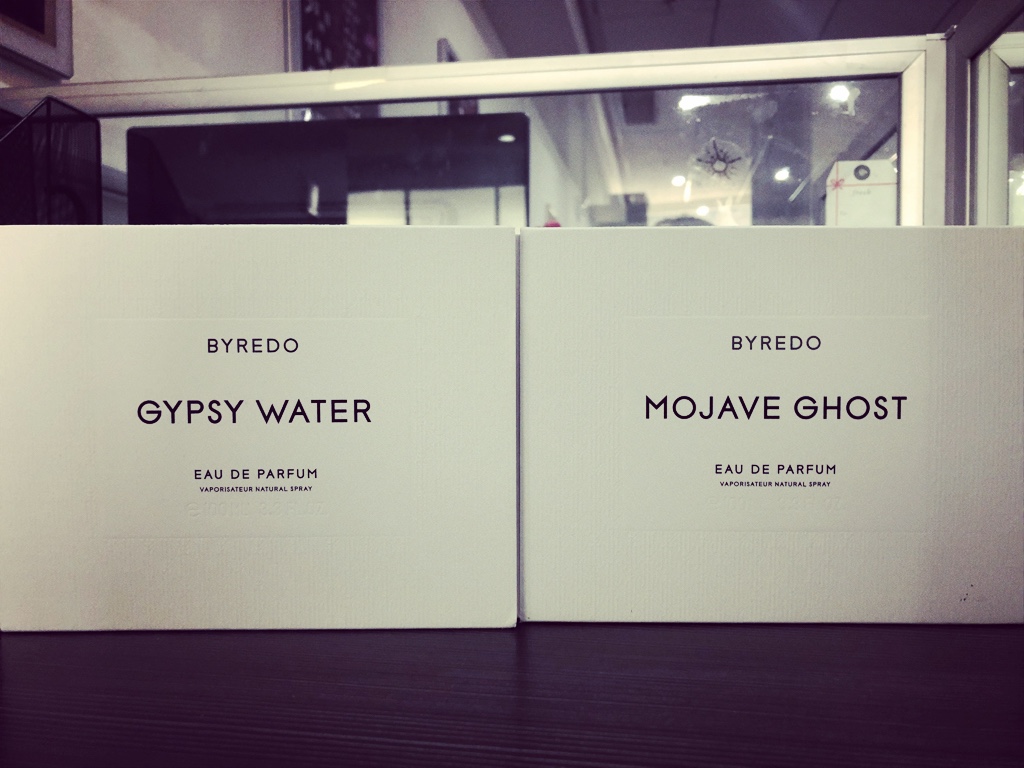 BYREDO
GYPSY WATER
EAU DE PARFUM
VAPORISATEUR NATURAL SPRAY
BYREDO
MOJAVE GHOST
EAU DE PARFUM
VAPORISATEUR NATURAL SPRAY